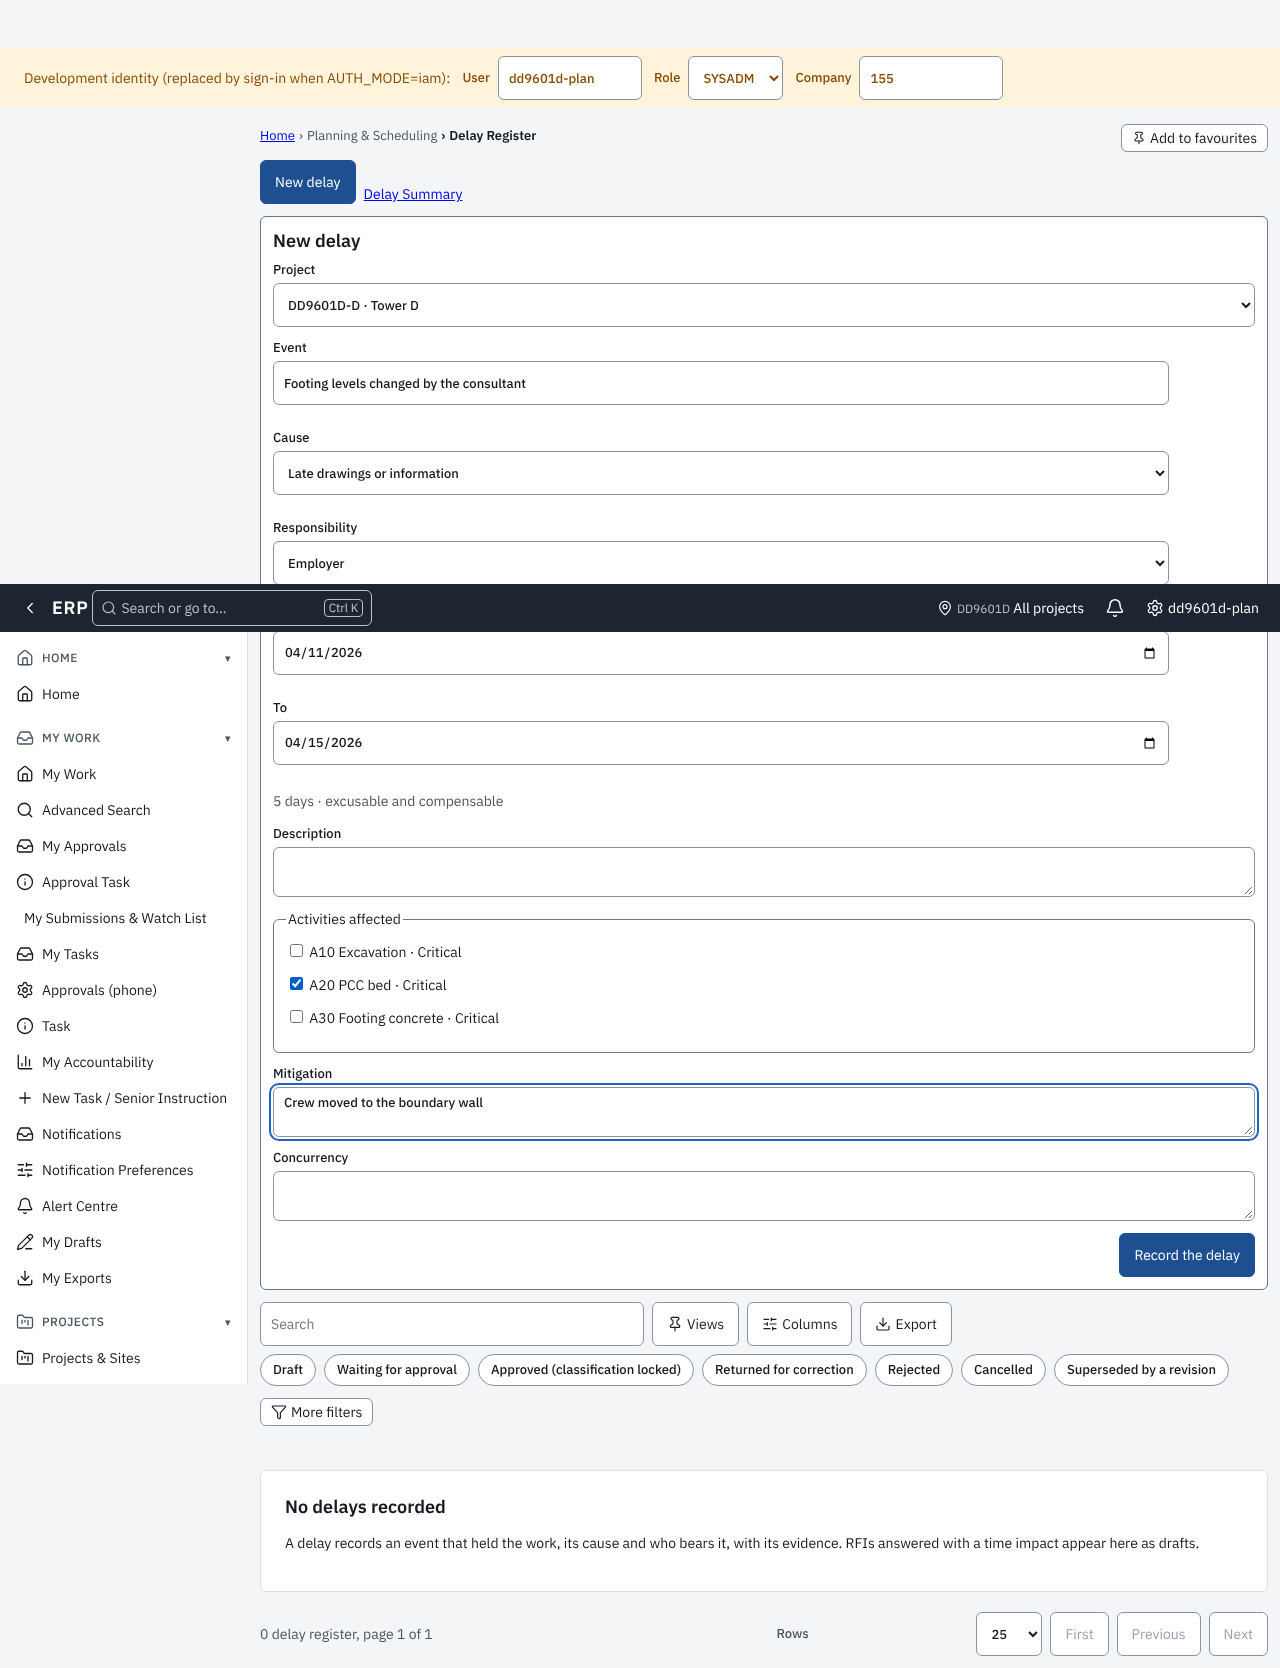 Development identity (replaced by sign-in when AUTH_MODE=iam): User dd9601d-plan Role SYSADM Company 155
Home › Planning & Scheduling › Delay Register
Add to favourites
New delay
Delay Summary
New delay
Project
DD9601D-D · Tower D
Event
Footing levels changed by the consultant
Cause
Late drawings or information
Responsibility
Employer
ERP
Search or go to...
Ctrl K
DD9601D All projects
dd9601d-plan
HOME
Home
MY WORK
My Work
Advanced Search
My Approvals
Approval Task
My Submissions & Watch List
My Tasks
Approvals (phone)
Task
My Accountability
New Task / Senior Instruction
Notifications
Notification Preferences
Alert Centre
My Drafts
My Exports
PROJECTS
Projects & Sites
04/11/2026
To
04/15/2026
5 days · excusable and compensable
Description
Activities affected
A10 Excavation · Critical
A20 PCC bed · Critical
A30 Footing concrete · Critical
Mitigation
Crew moved to the boundary wall
Concurrency
Record the delay
Search
Views
Columns
Export
Draft
Waiting for approval
Approved (classification locked)
Returned for correction
Rejected
Cancelled
Superseded by a revision
More filters
No delays recorded
A delay records an event that held the work, its cause and who bears it, with its evidence. RFIs answered with a time impact appear here as drafts.
0 delay register, page 1 of 1
Rows
25
First
Previous
Next